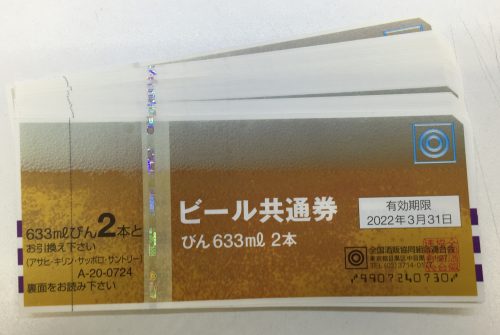 633mlびん2本と
お引換え下さい
(アサヒ・キリン・サッポロ・サントリー)
A-20-0724
裏面をお読み下さい
ビール共通券
びん633ml 2本
有効期限
2022年3月31日
全国酒販協同組合連合会